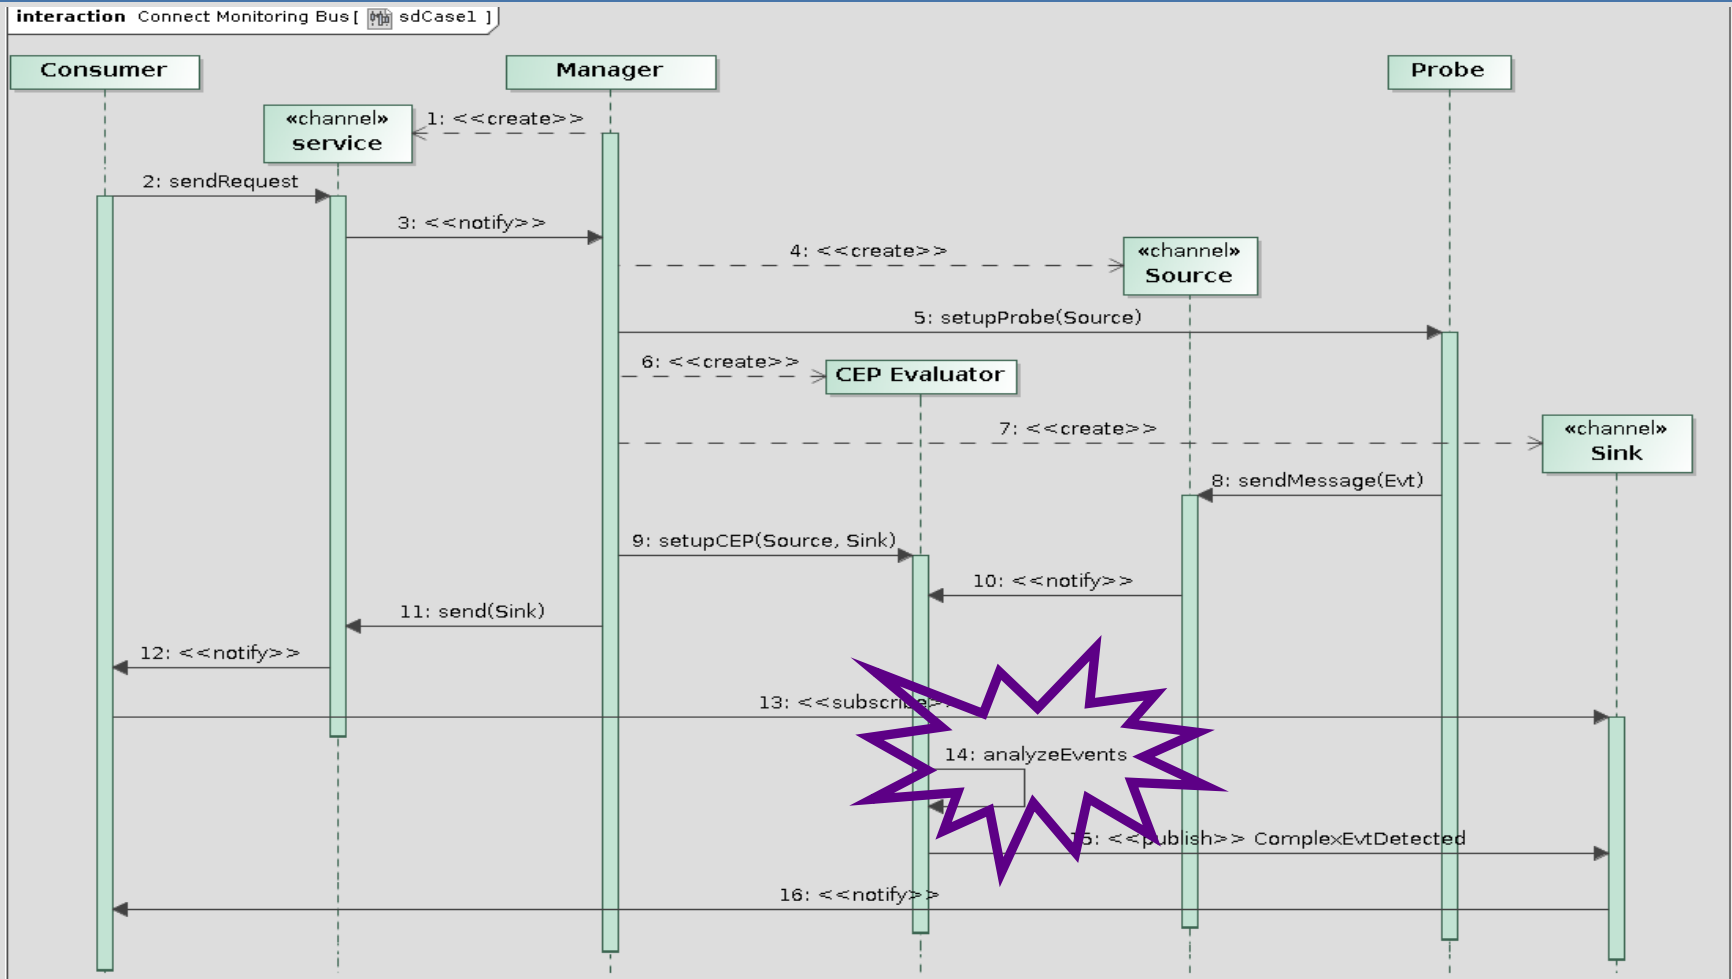 interaction Connect Monitoring Bus[ sdCase1 ]
Consumer
Manager
Probe
«channel»
service
1: <<create>>
2: sendRequest
3: <<notify>>
4: <<create>>
«channel»
Source
5: setupProbe(Source)
6: <<create>>
CEP Evaluator
7: <<create>>
«channel»
Sink
8: sendMessage(Evt)
9: setupCEP(Source, Sink)
10: <<notify>>
11: send(Sink)
12: <<notify>>
13: <<subscribe>>
14: analyzeEvents
15: <<publish>> ComplexEvtDetected
16: <<notify>>